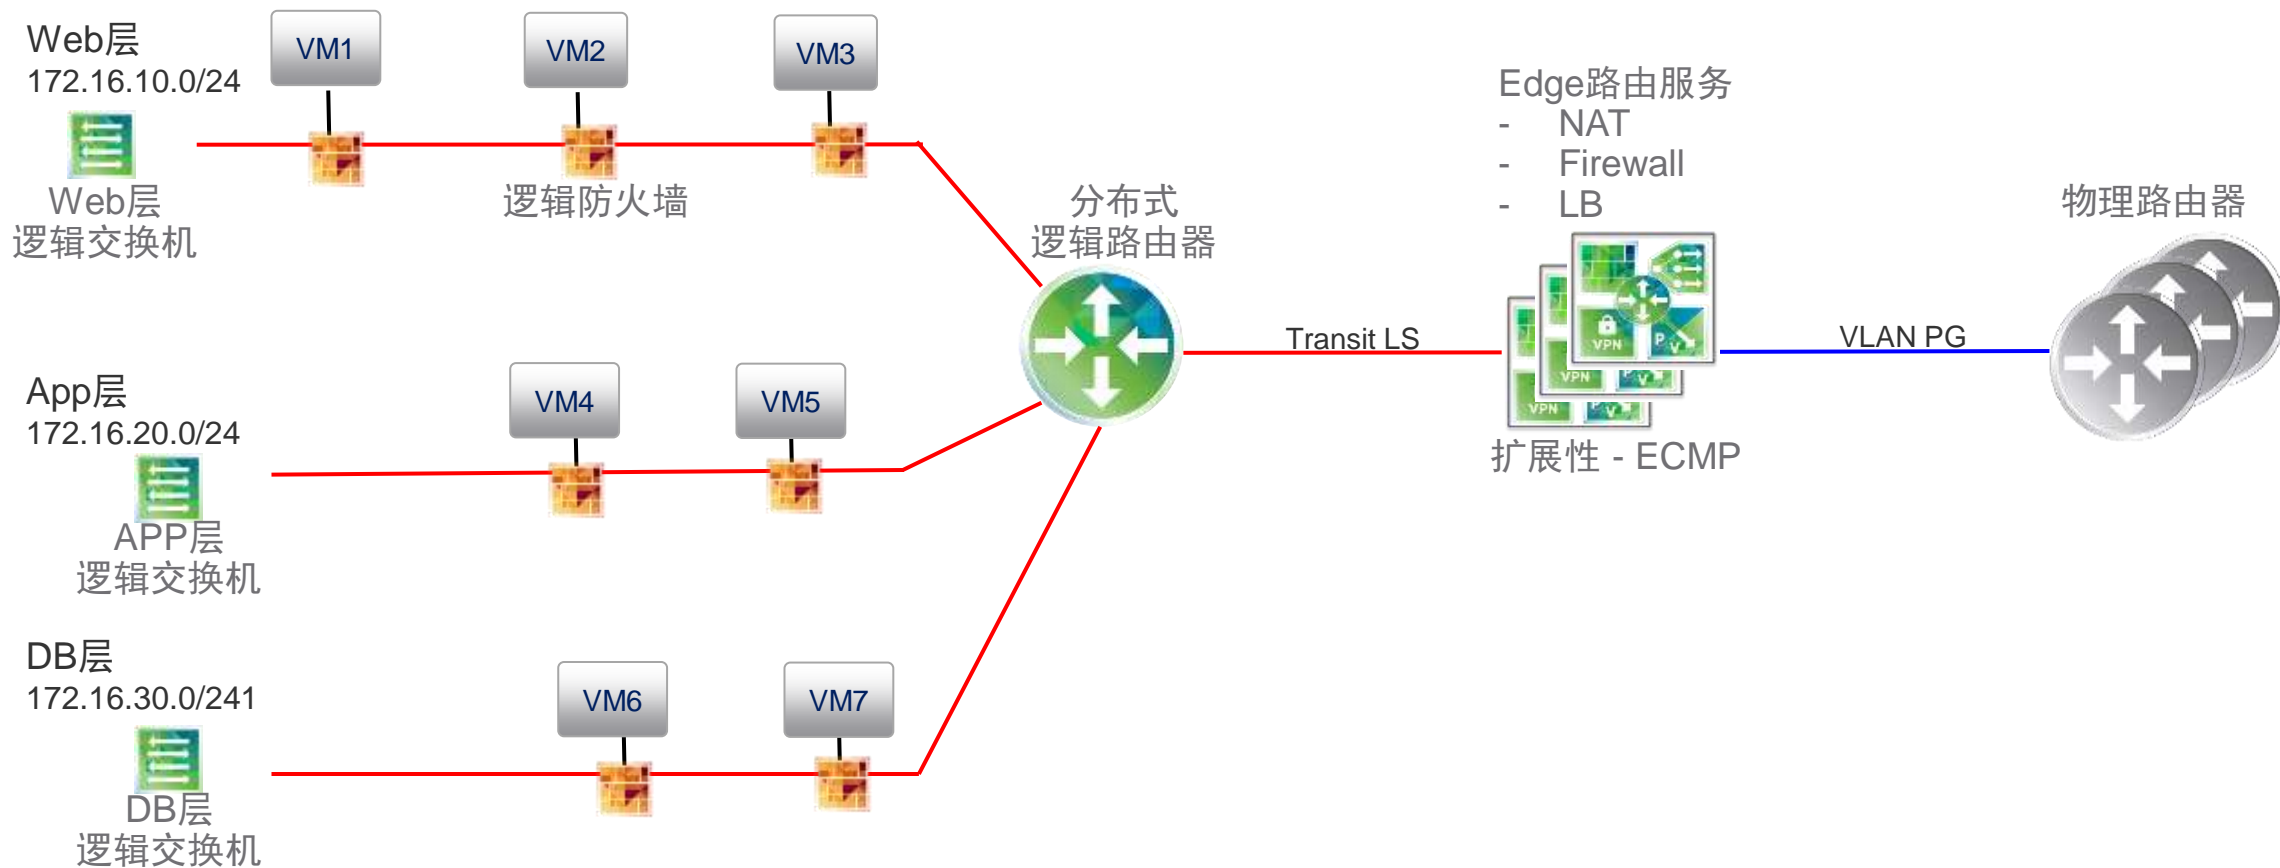 Web层
172.16.10.0/24
VM1
VM2
VM3
Web层
逻辑交换机
逻辑防火墙
分布式
逻辑路由器
Edge路由服务
- NAT
- Firewall
- LB
物理路由器
Transit LS
VLAN PG
VPN
P
V
VPN
P
V
VPN
P
V
扩展性 - ECMP
App层
172.16.20.0/24
VM4
VM5
APP层
逻辑交换机
DB层
172.16.30.0/241
VM6
VM7
DB层
逻辑交换机